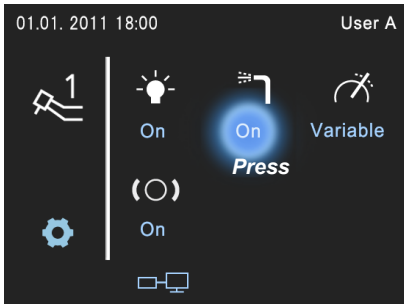 01.01. 2011 18:00 User A
1
On On Variable
Press
On